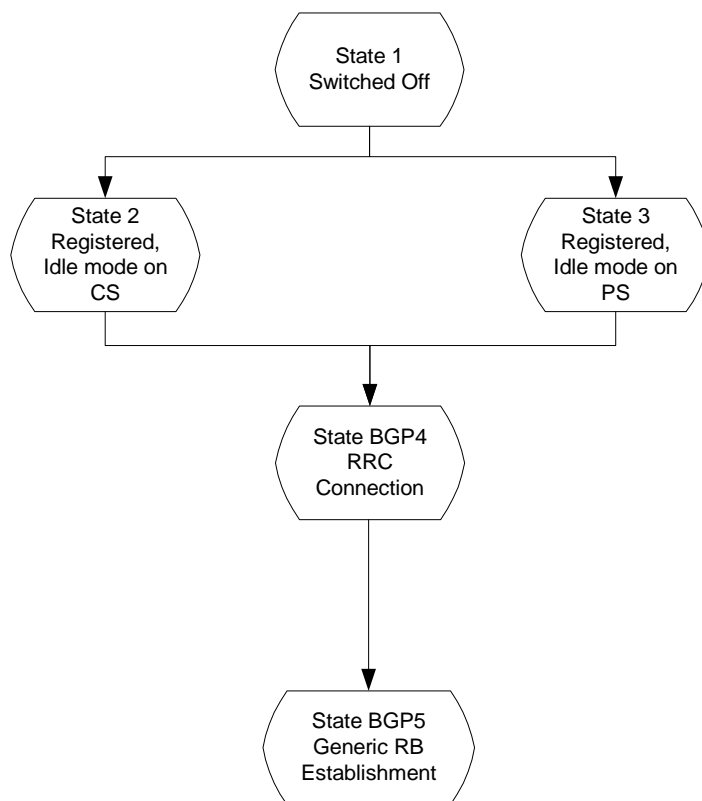 State 1
Switched Off
State 2
Registered,
Idle mode on
CS
State 3
Registered,
Idle mode on
PS
State BGP4
RRC
Connection
State BGP5
Generic RB
Establishment